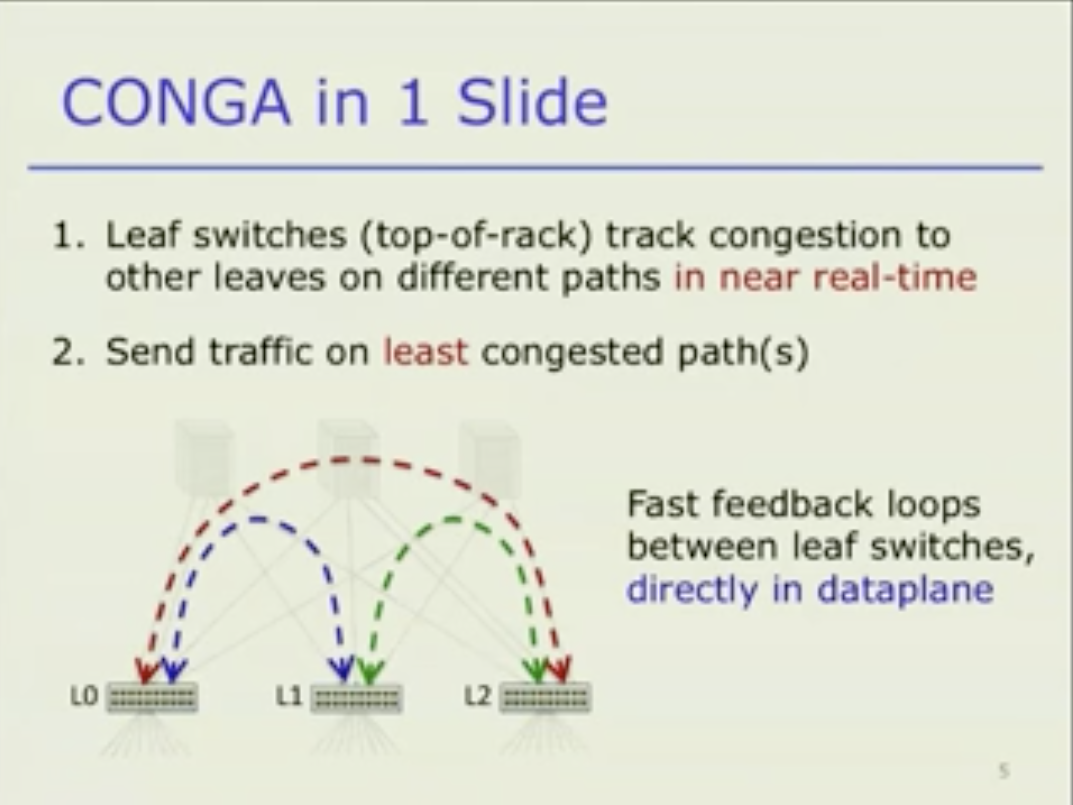 CONGA in 1 Slide
1. Leaf switches (top-of-rack) track congestion to
other leaves on different paths in near real-time
2. Send traffic on least congested path(s)
Fast feedback loops
between leaf switches,
directly in dataplane
L0
L1
L2
5